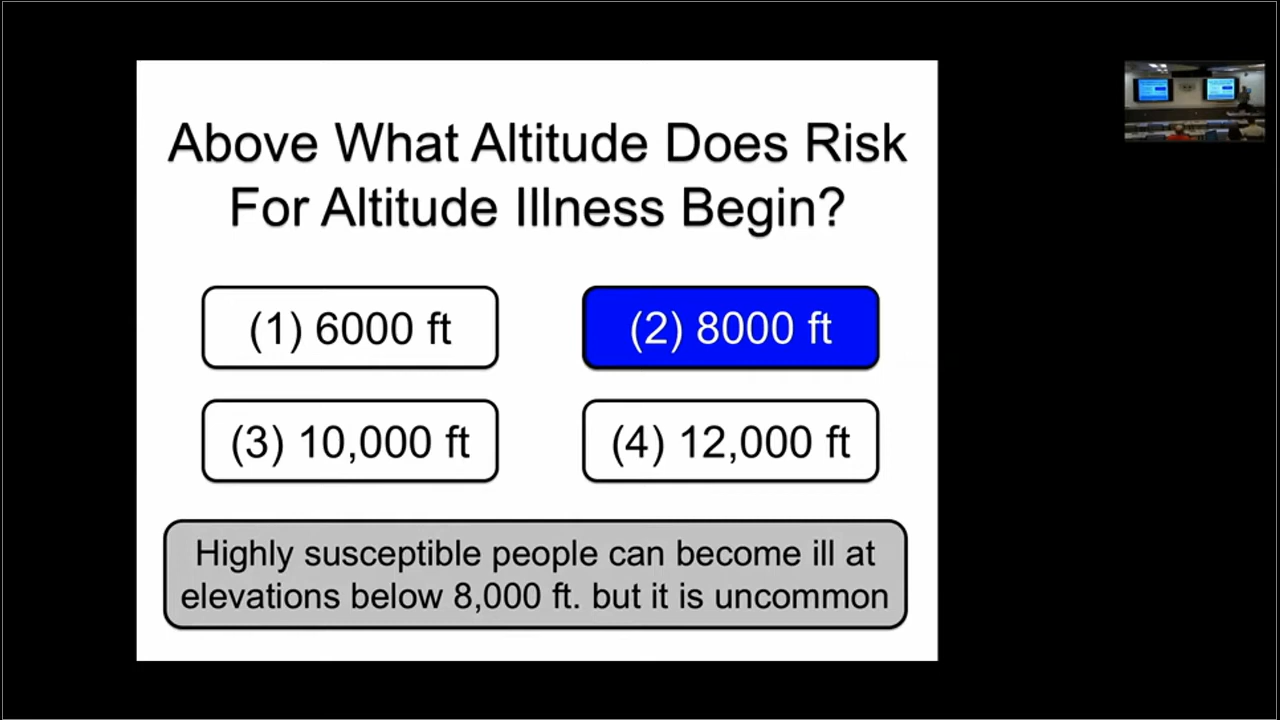 Above What Altitude Does Risk
For Altitude Illness Begin?
(1) 6000 ft
(2) 8000 ft
(3) 10,000 ft
(4) 12,000 ft
Highly susceptible people can become ill at
elevations below 8,000 ft. but it is uncommon